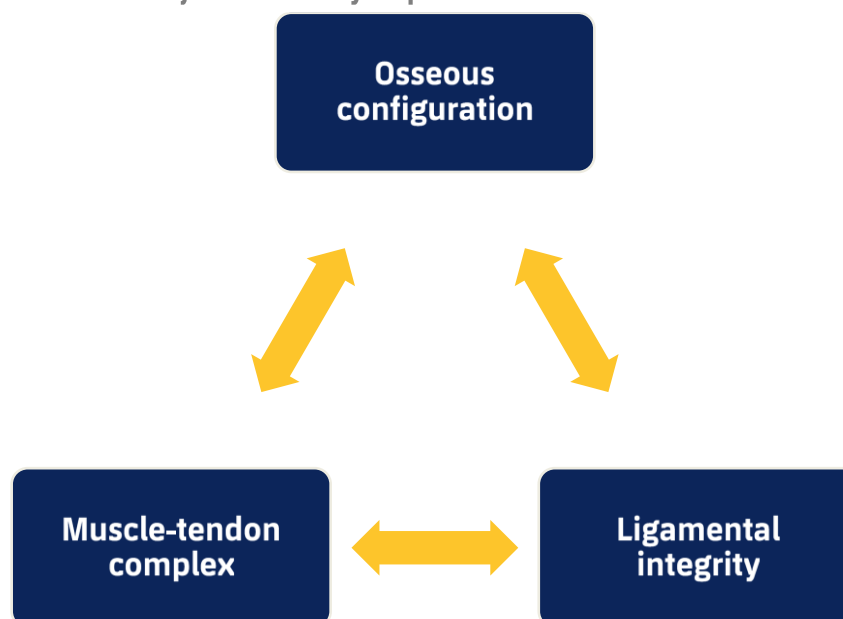 Osseous
configuration
Muscle-tendon
complex
Ligamental
integrity